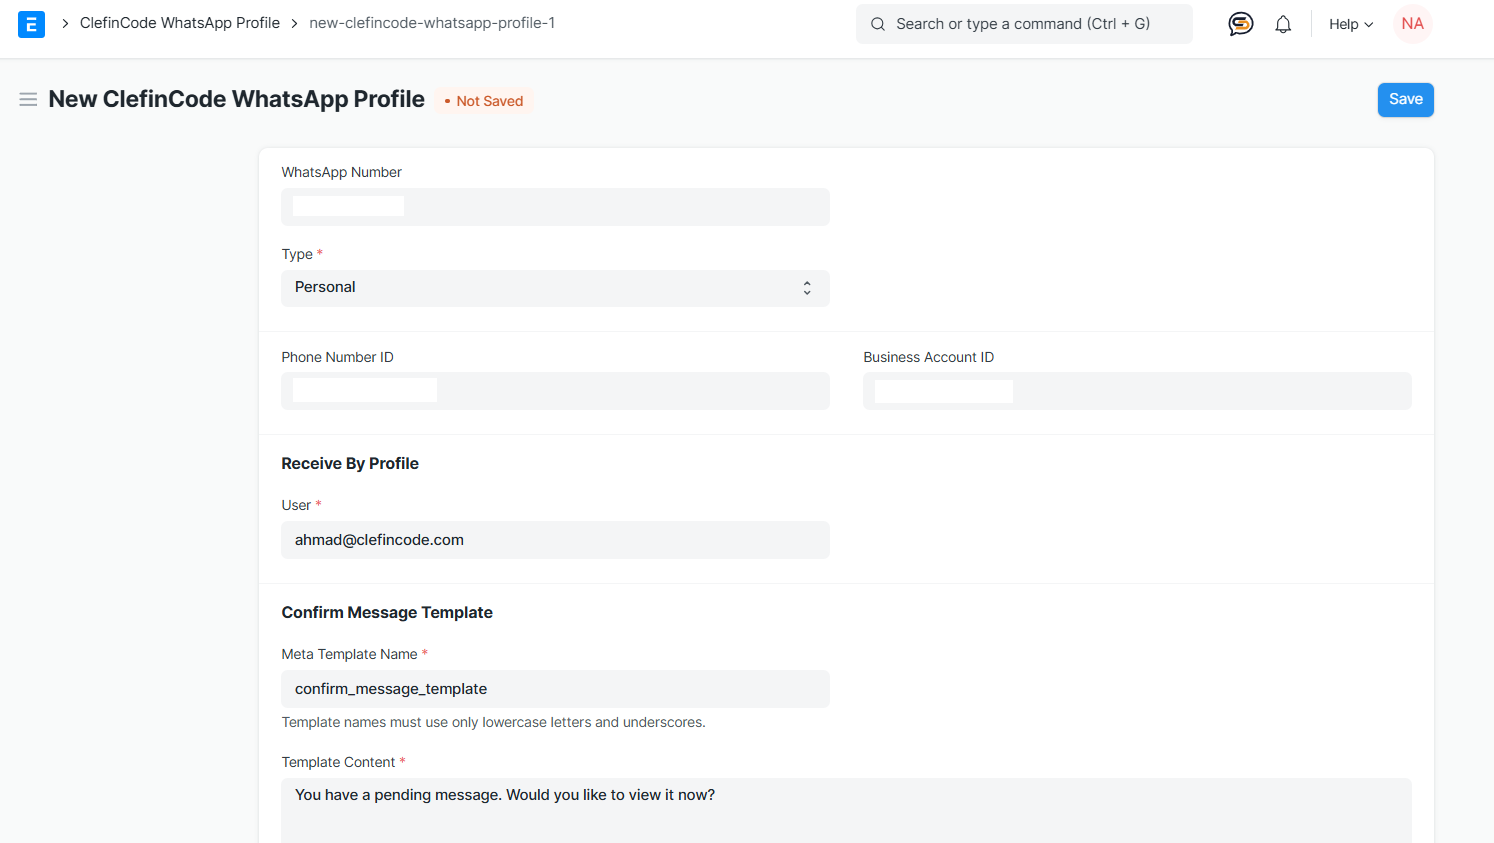 E > ClefinCode WhatsApp Profile > new-clefincode-whatsapp-profile-1
Search or type a command (Ctrl + G)
Help
NA
New ClefinCode WhatsApp Profile
• Not Saved
Save
WhatsApp Number
Type *
Personal
Phone Number ID
Business Account ID
Receive By Profile
User *
ahmad@clefincode.com
Confirm Message Template
Meta Template Name *
confirm_message_template
Template names must use only lowercase letters and underscores.
Template Content *
You have a pending message. Would you like to view it now?